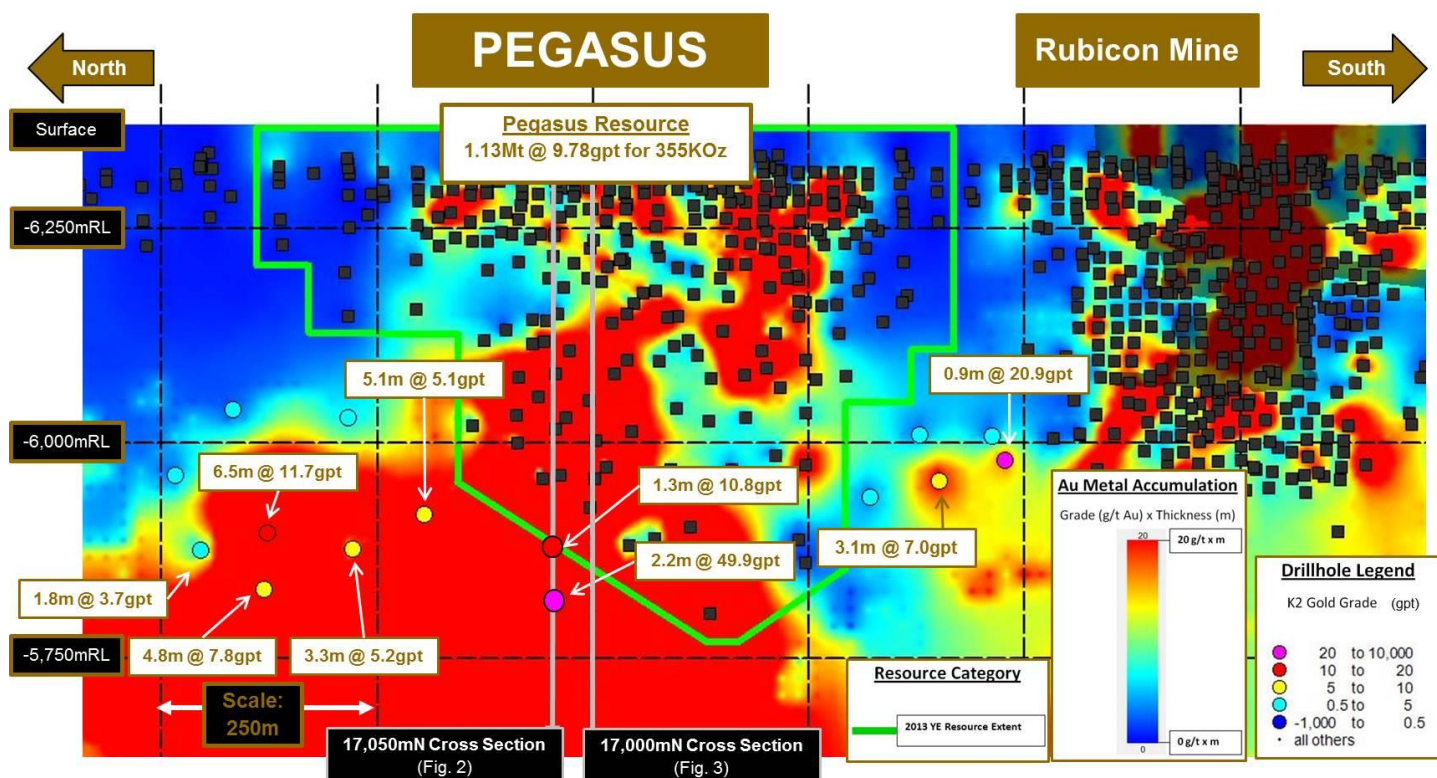 PEGASUS
Rubicon Mine
North
South
Surface
Pegasus Resource
1.13Mt @ 9.78gpt for 355KOz
-6,250mRL
5.1m @ 5.1gpt
0.9m @ 20.9gpt
-6,000mRL
6.5m @ 11.7gpt
1.3m @ 10.8gpt
2.2m @ 49.9gpt
3.1m @ 7.0gpt
1.8m @ 3.7gpt
4.8m @ 7.8gpt
3.3m @ 5.2gpt
-5,750mRL
Scale:
250m
17,050mN Cross Section
(Fig. 2)
17,000mN Cross Section
(Fig. 3)
Resource Category
2013 YE Resource Extent
Au Metal Accumulation
Grade (g/t Au) x Thickness (m)
20
20 g/t x m
0
0 g/t x m
Drillhole Legend
K2 Gold Grade (gpt)
20 to 10,000
10 to 20
5 to 10
0.5 to 5
-1,000 to 0.5
all others